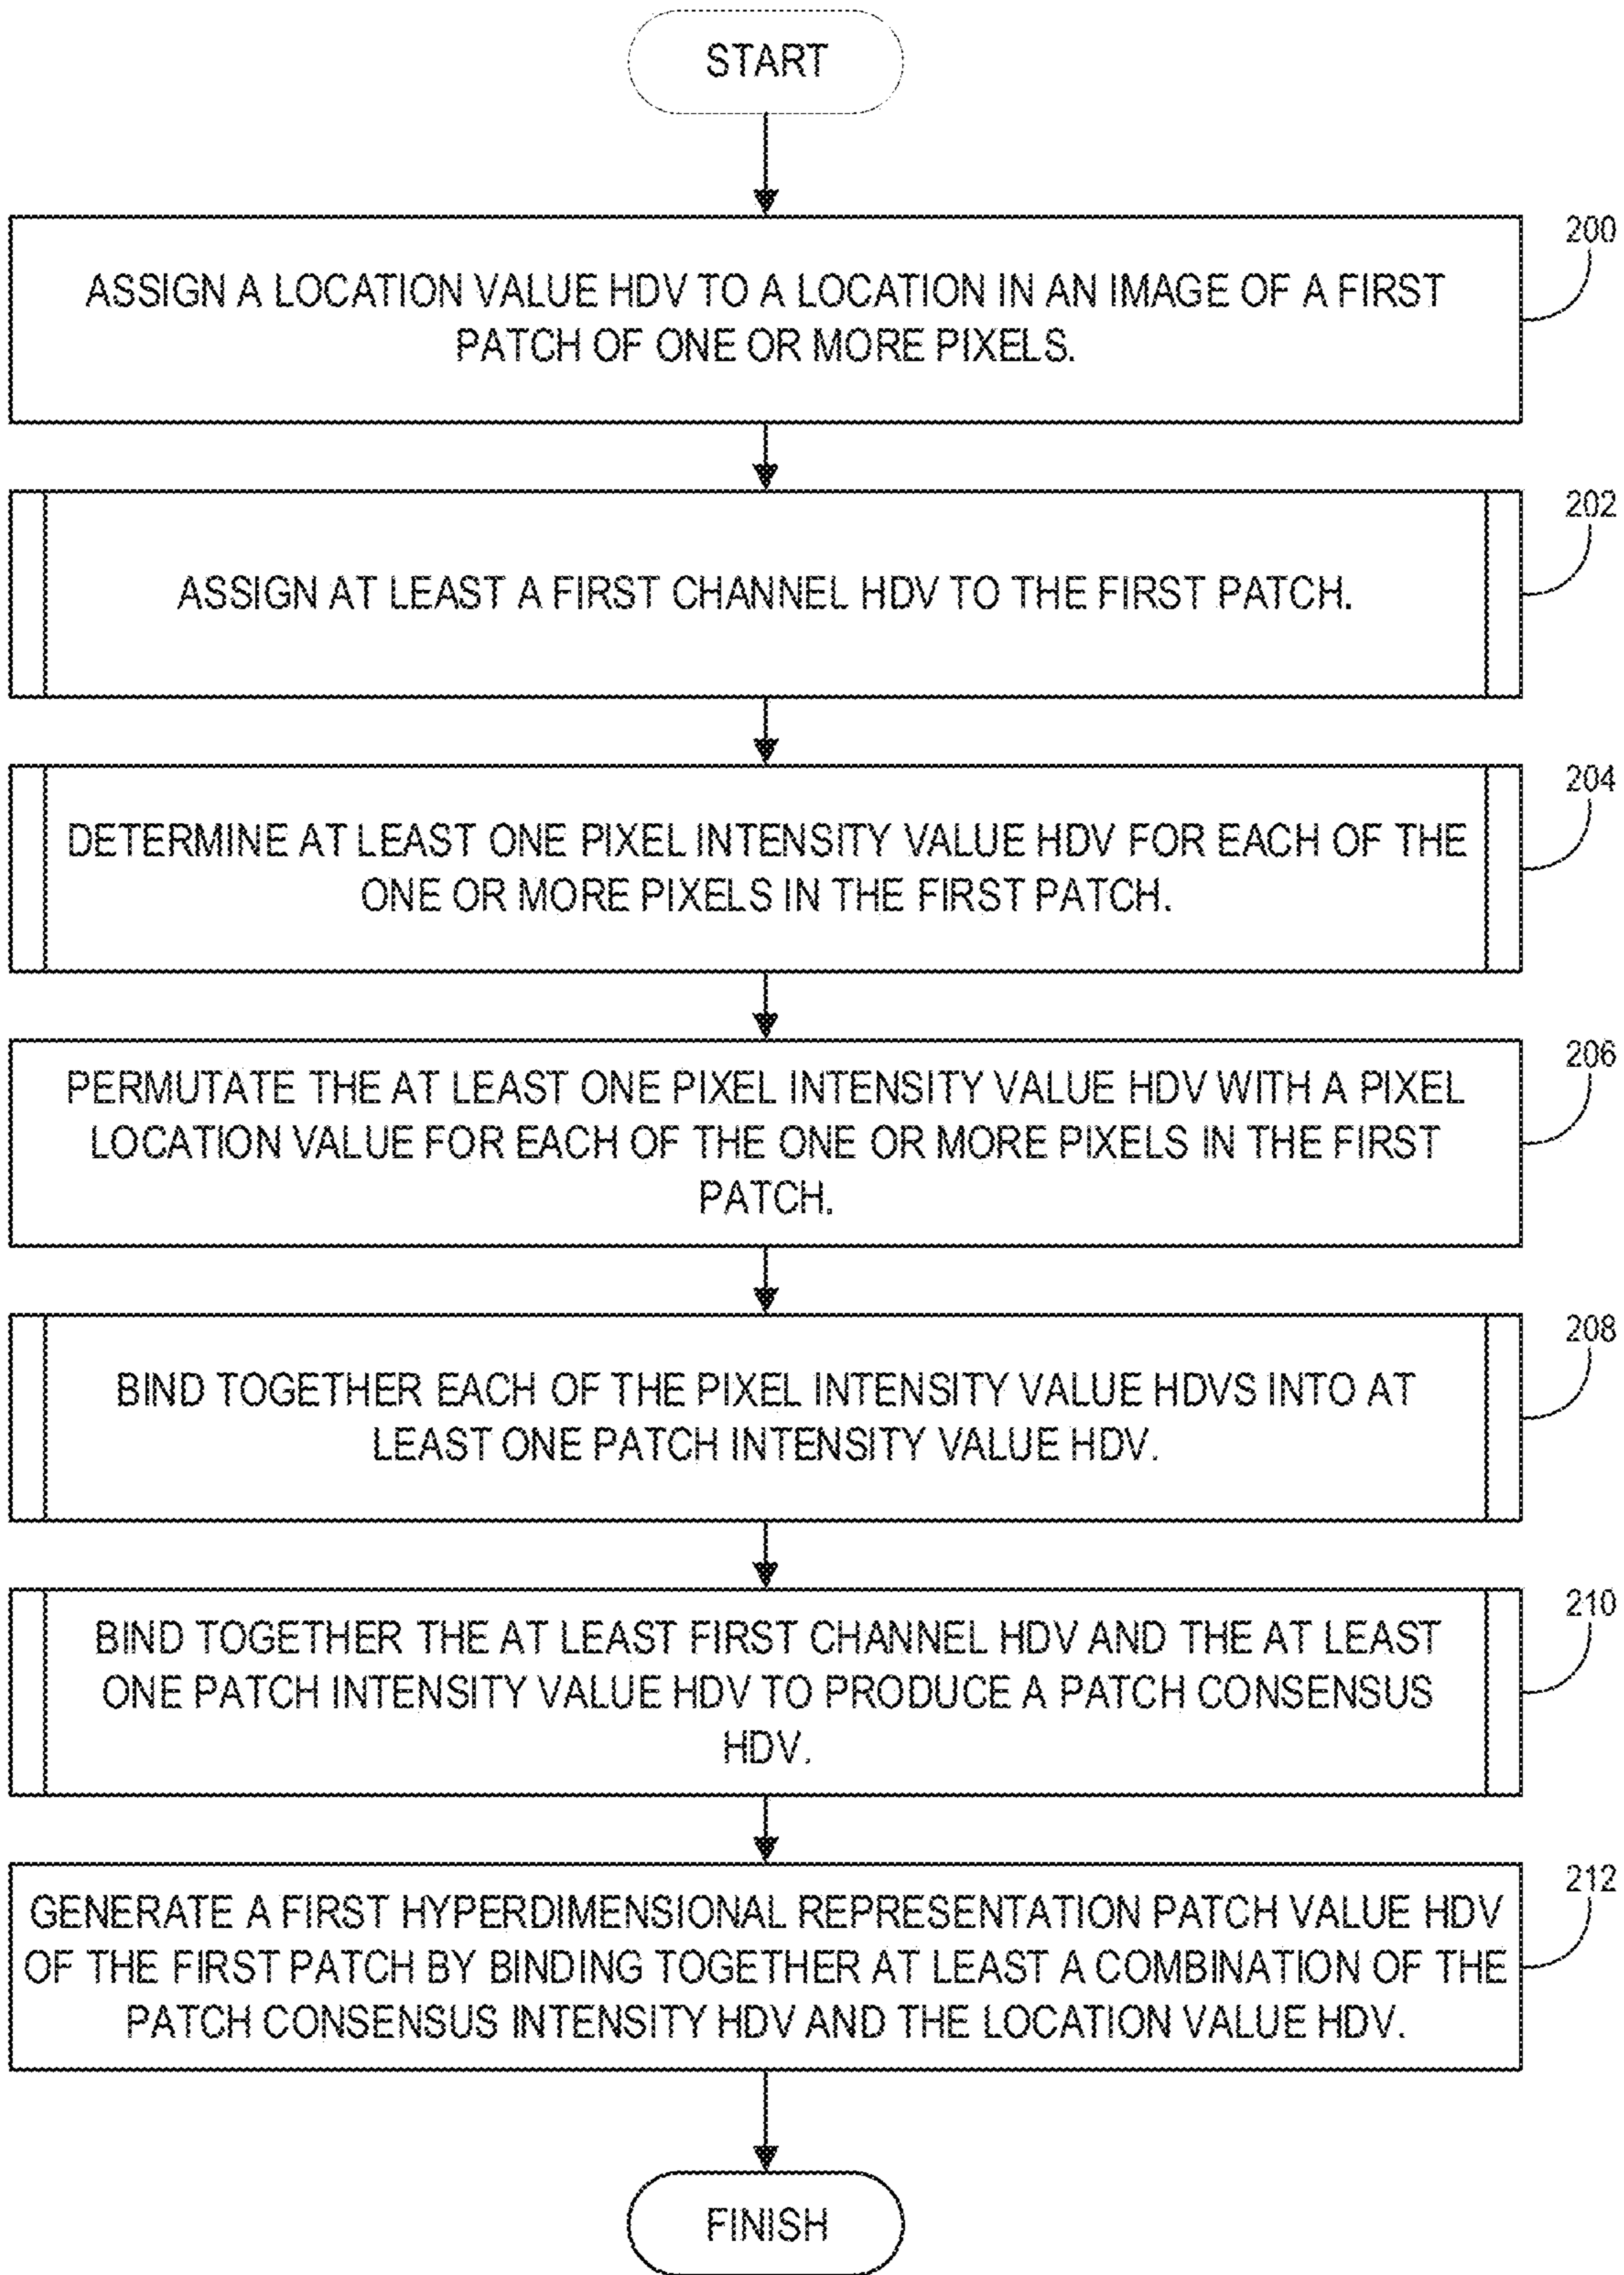 START
200
ASSIGN A LOCATION VALUE HDV TO A LOCATION IN AN IMAGE OF A FIRST
PATCH OF ONE OR MORE PIXELS.
202
ASSIGN AT LEAST A FIRST CHANNEL HDV TO THE FIRST PATCH.
204
DETERMINE AT LEAST ONE PIXEL INTENSITY VALUE HDV FOR EACH OF THE
ONE OR MORE PIXELS IN THE FIRST PATCH.
206
PERMUTATE THE AT LEAST ONE PIXEL INTENSITY VALUE HDV WITH A PIXEL
LOCATION VALUE FOR EACH OF THE ONE OR MORE PIXELS IN THE FIRST
PATCH.
208
BIND TOGETHER EACH OF THE PIXEL INTENSITY VALUE HDVS INTO AT
LEAST ONE PATCH INTENSITY VALUE HDV.
210
BIND TOGETHER THE AT LEAST FIRST CHANNEL HDV AND THE AT LEAST
ONE PATCH INTENSITY VALUE HDV TO PRODUCE A PATCH CONSENSUS
HDV.
212
GENERATE A FIRST HYPERDIMENSIONAL REPRESENTATION PATCH VALUE HDV
OF THE FIRST PATCH BY BINDING TOGETHER AT LEAST A COMBINATION OF THE
PATCH CONSENSUS INTENSITY HDV AND THE LOCATION VALUE HDV.
FINISH